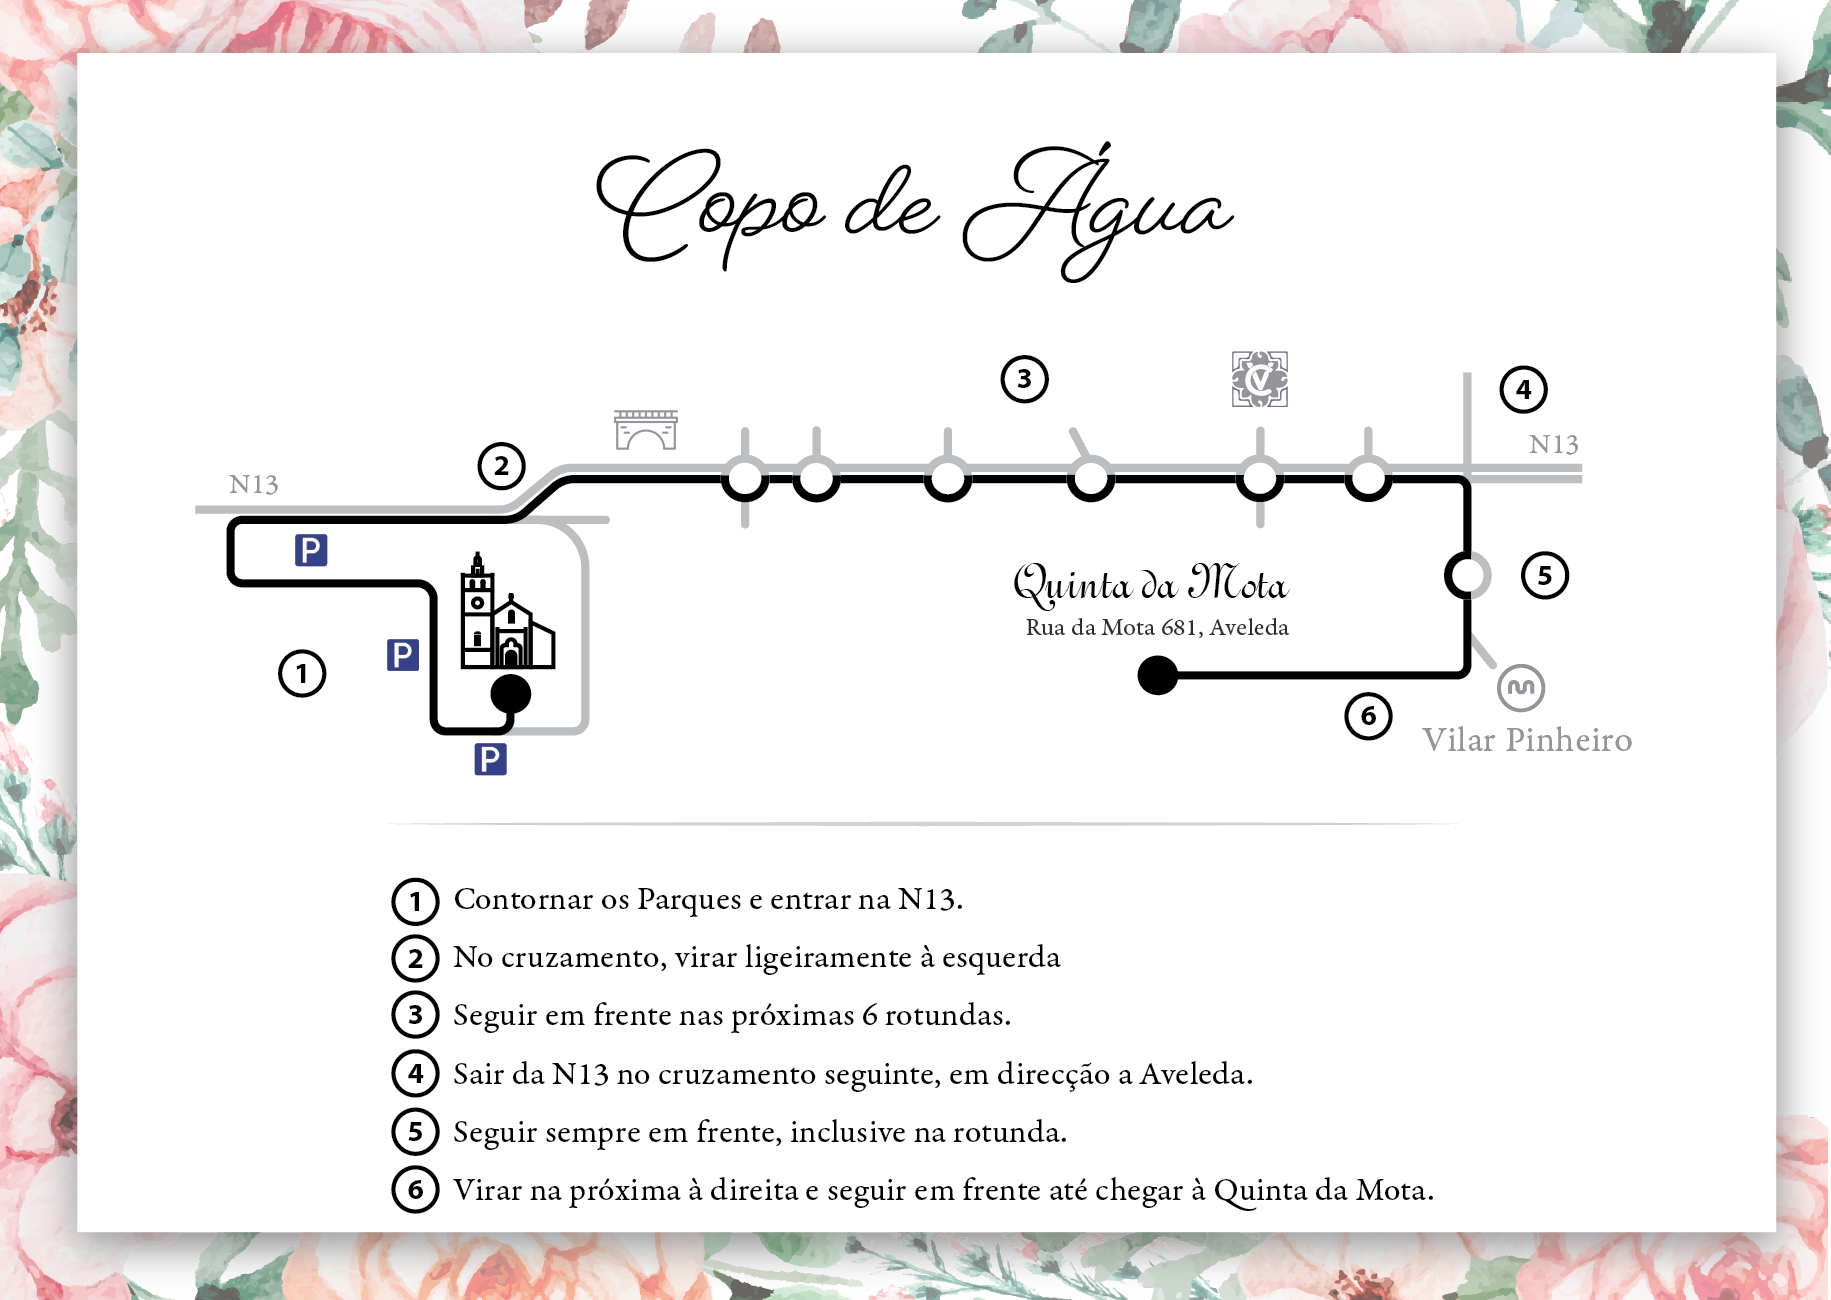 Copo de Água
3
4
N13
2
N13
P
5
Quinta da Mota
Rua da Mota 681, Aveleda
P
1
6
Vilar Pinheiro
P
1 Contornar os Parques e entrar na N13.
2 No cruzamento, virar ligeiramente à esquerda
3 Seguir em frente nas próximas 6 rotundas.
4 Sair da N13 no cruzamento seguinte, em direcção a Aveleda.
5 Seguir sempre em frente, inclusive na rotunda.
6 Virar na próxima à direita e seguir em frente até chegar à Quinta da Mota.